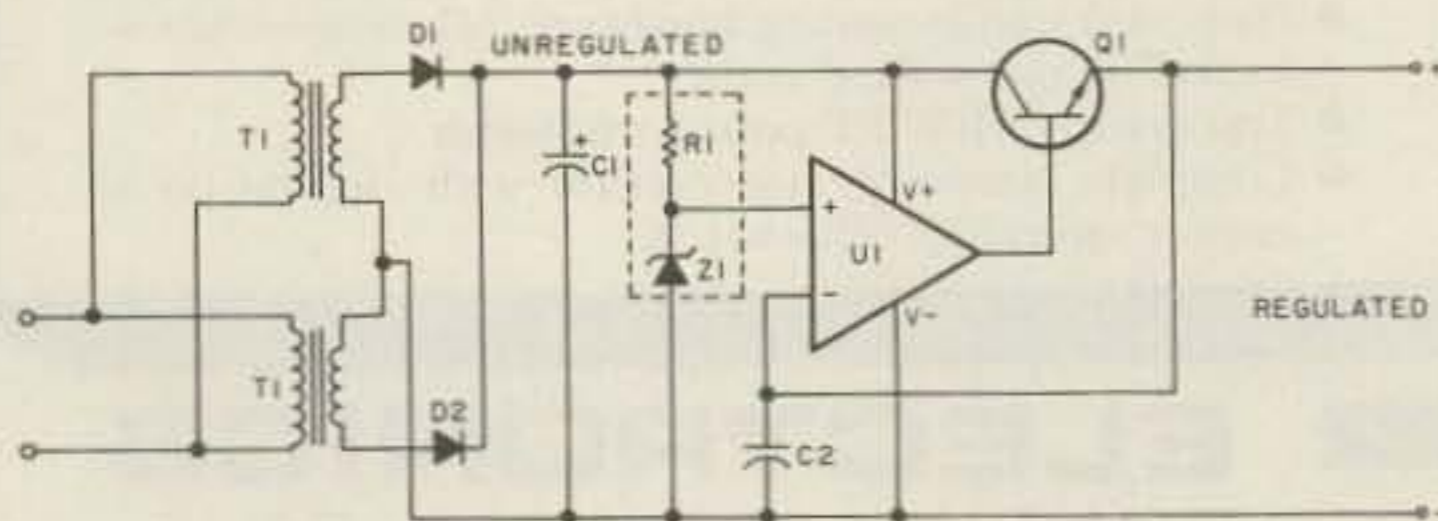 D1
UNREGULATED
Q1
T1
+
C1
R1
+
V+
U1
Z1
-
V-
REGULATED
T1
D2
C2